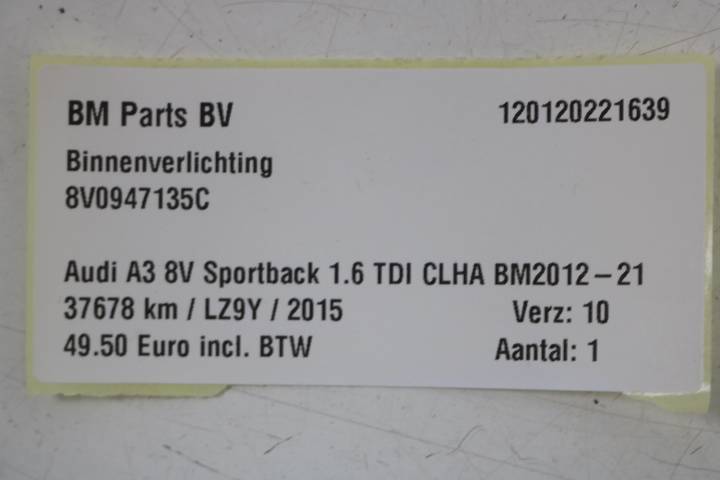 BM Parts BV 120120221639
Binnenverlichting
8V0947135C
Audi A3 8V Sportback 1.6 TDI CLHA BM2012-21
37678 km / LZ9Y / 2015 Verz: 10
49.50 Euro incl. BTW Aantal: 1